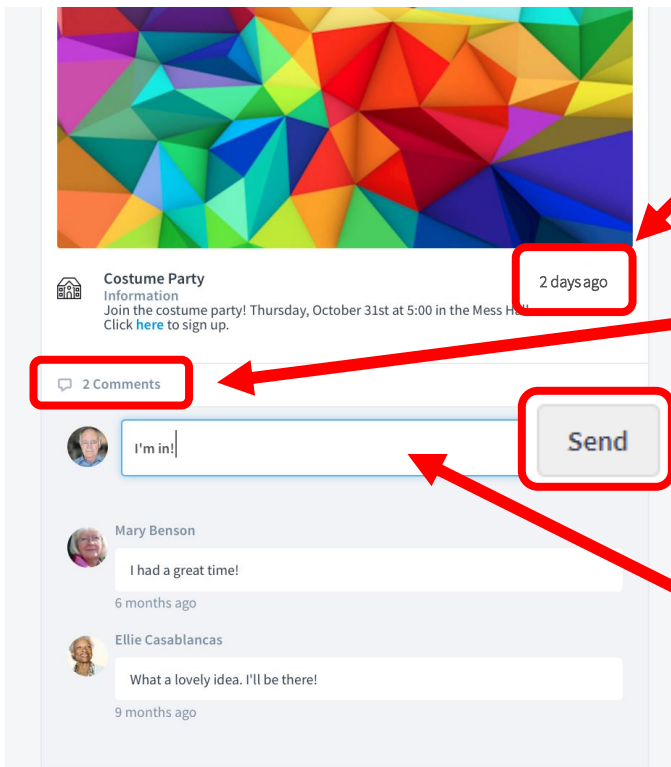 Costume Party
2 days ago
Information
Join the costume party! Thursday, October 31st at 5:00 in the Mess Hall
Click here to sign up.
2 Comments
I'm in!
Send
Mary Benson
I had a great time!
6 months ago
Ellie Casablancas
What a lovely idea. I'll be there!
9 months ago